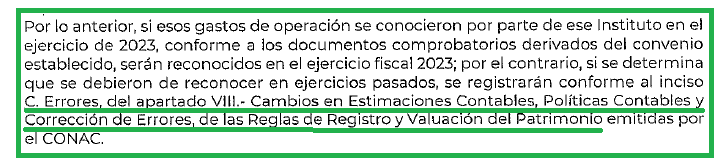 Por lo anterior, si esos gastos de operación se conocieron por parte de ese Instituto en el
ejercicio de 2023, conforme a los documentos comprobatorios derivados del convenio
establecido, serán reconocidos en el ejercicio fiscal 2023; por el contrario, si se determina
que se debieron de reconocer en ejercicios pasados, se registrarán conforme al inciso
C. Errores, del apartado VIII.- Cambios en Estimaciones Contables, Políticas Contables y
Corrección de Errores, de las Reglas de Registro y Valuación del Patrimonio emitidas por
el CONAC.